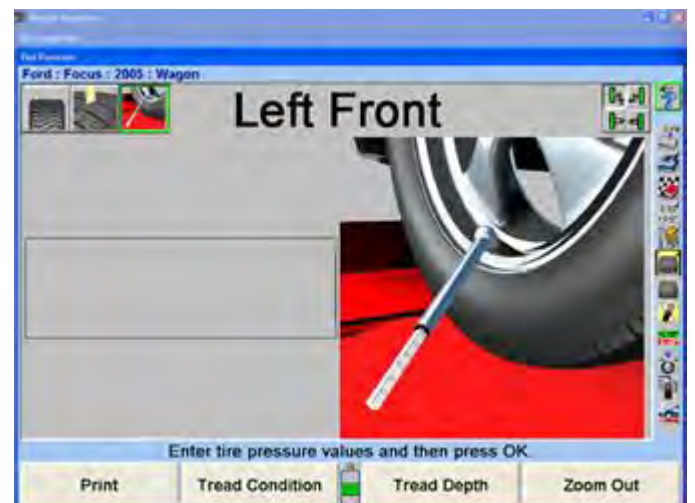 Ford : Focus : 2005 : Wagon
Left Front
Enter tire pressure values and then press OK
Print
Tread Condition
Tread Depth
Zoom Out